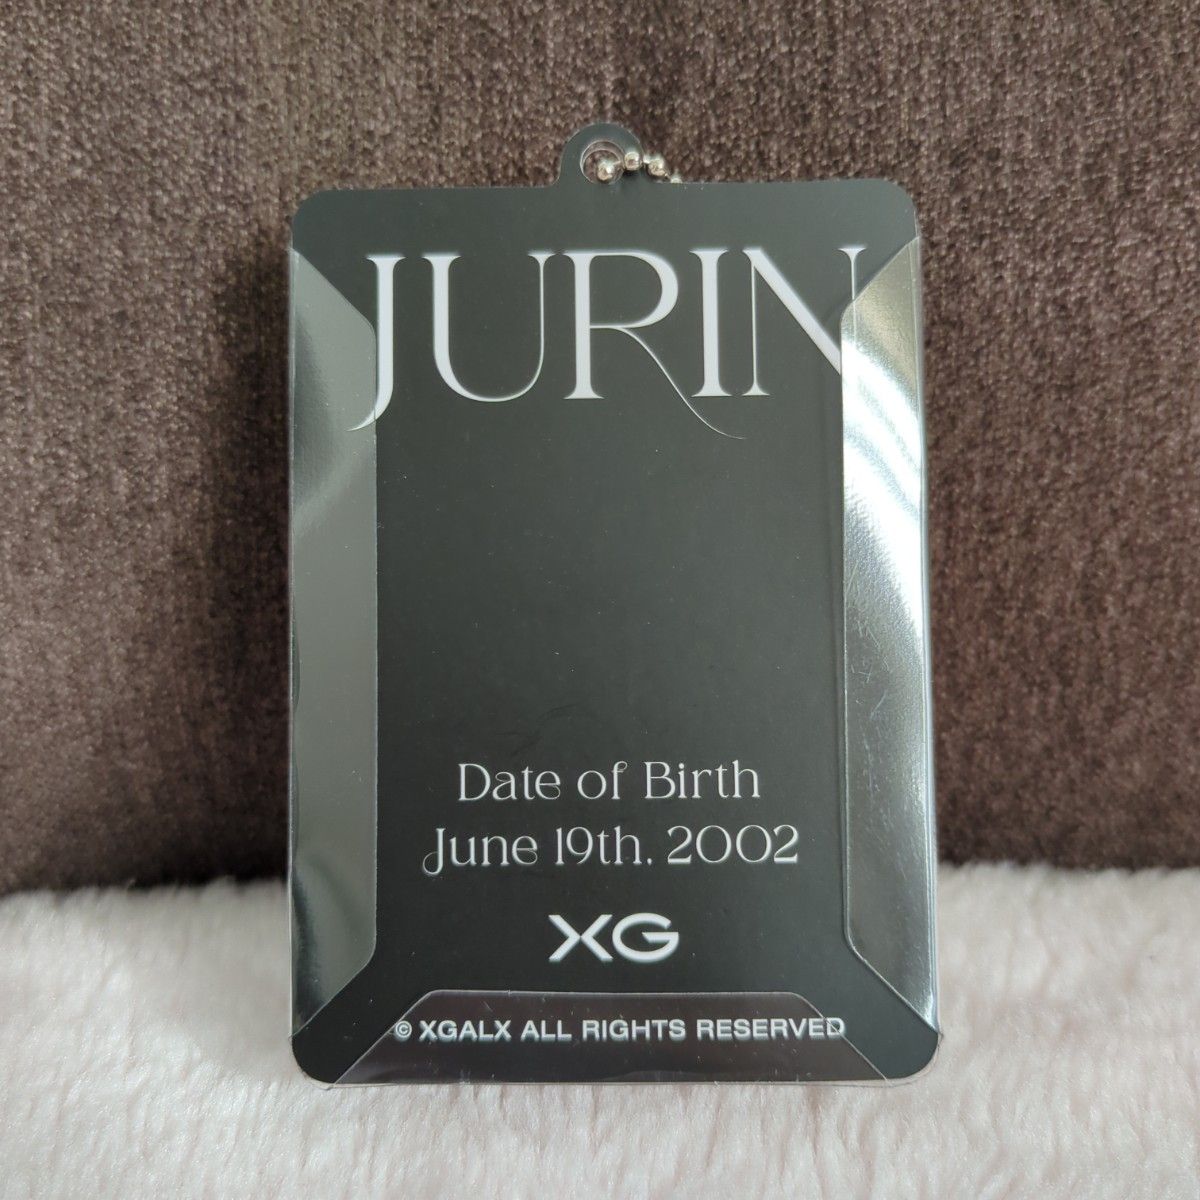 JURIN
Date of Birth
June 19th, 2002
XG
© XGALX ALL RIGHTS RESERVED